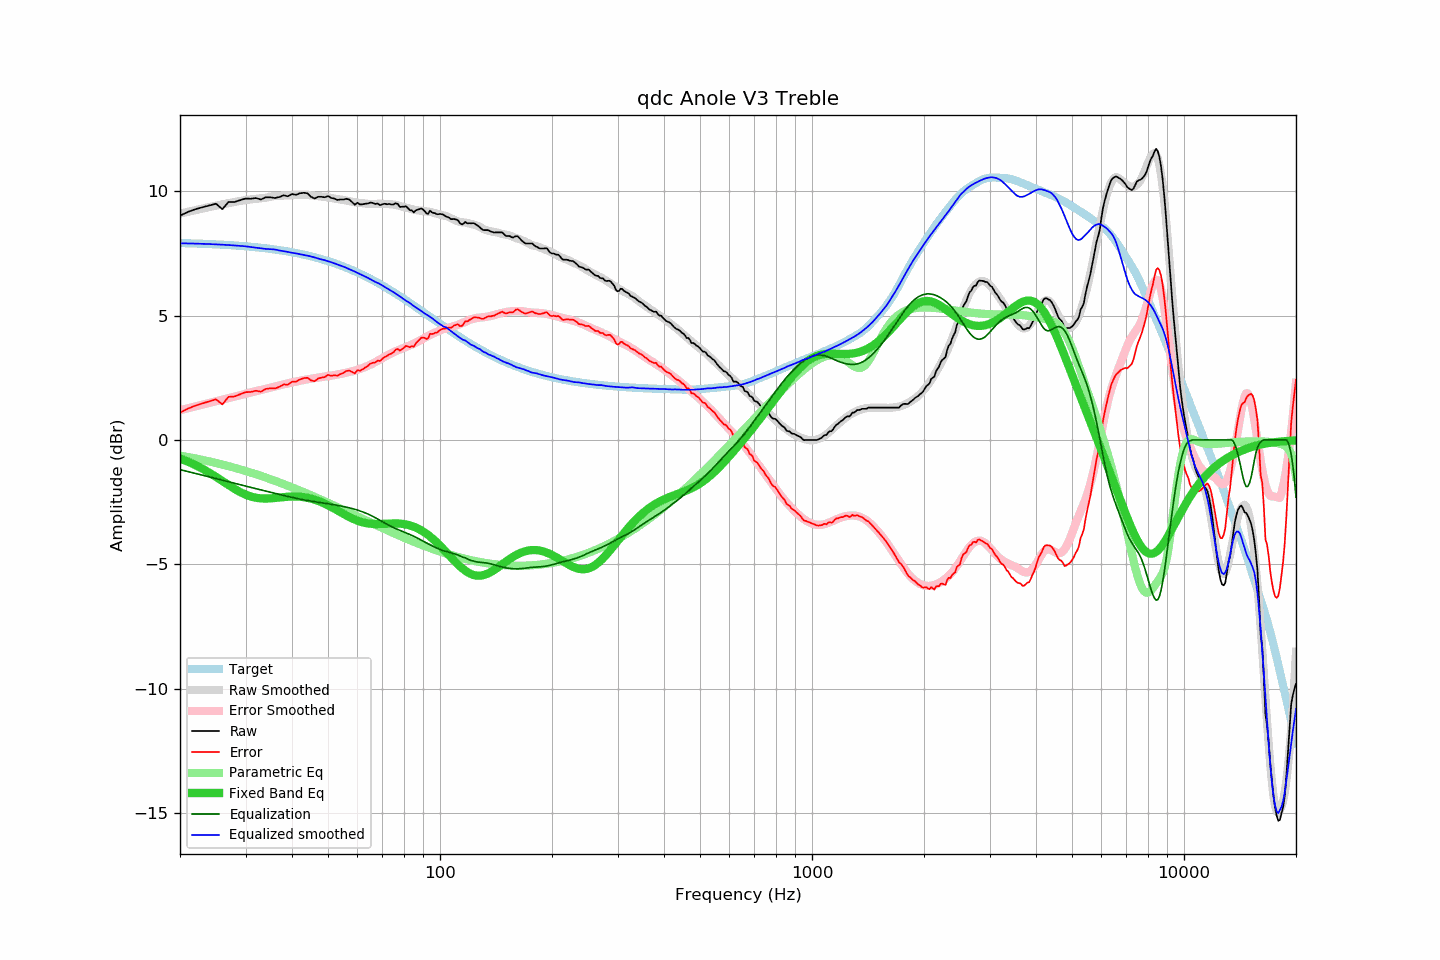 qdc Anole V3 Treble
Amplitude (dBr)
10
5
0
−5
−10
−15
Target
Raw Smoothed
Error Smoothed
Raw
Error
Parametric Eq
Fixed Band Eq
Equalization
Equalized smoothed
100
1000
10000
Frequency (Hz)